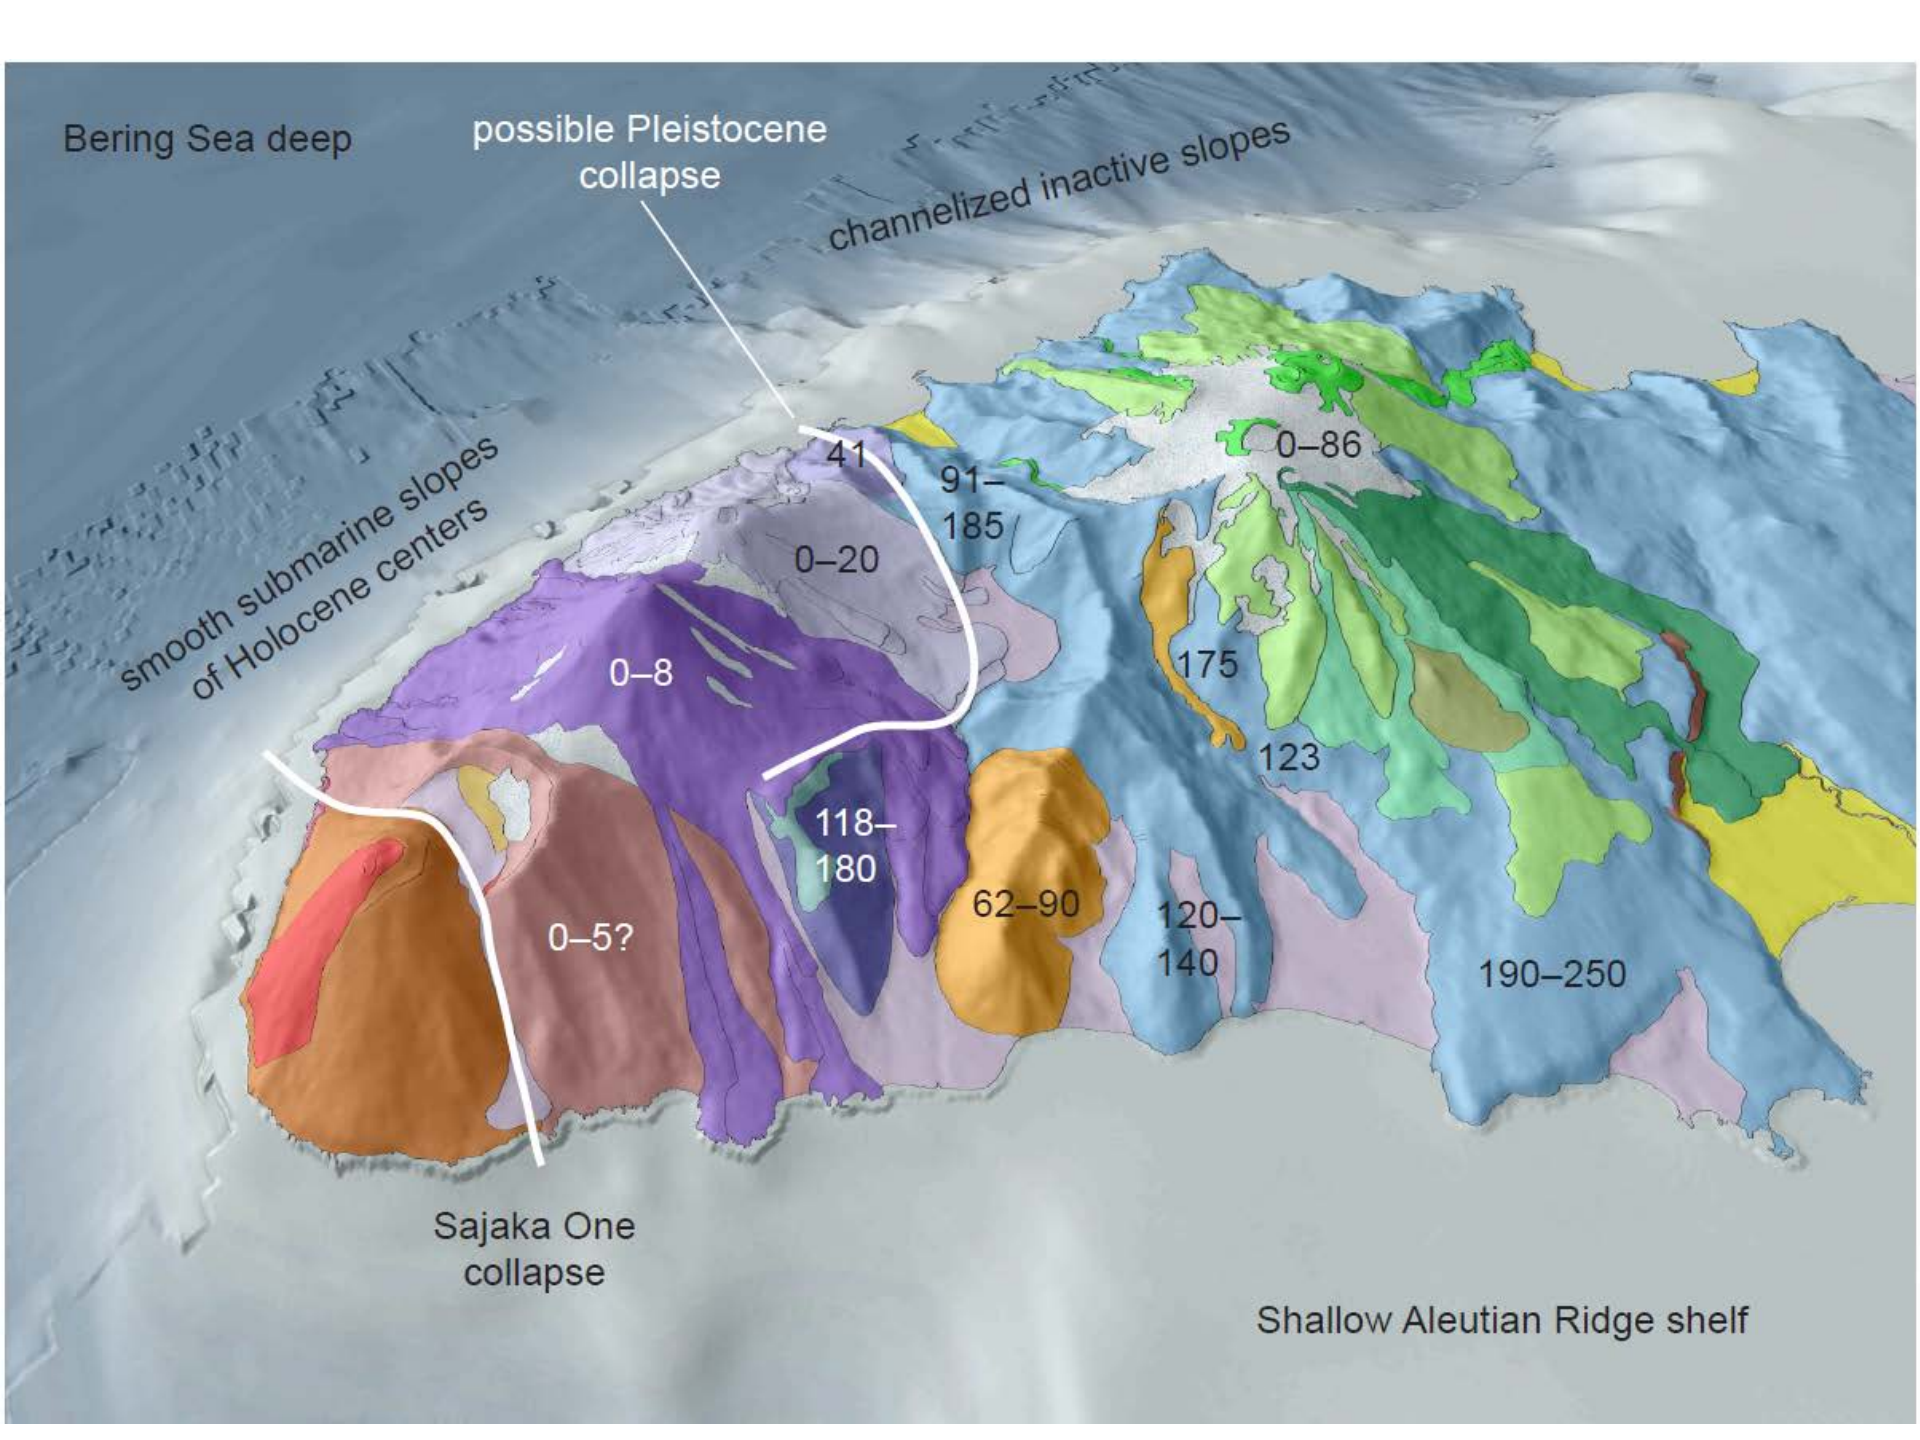 Bering Sea deep
possible Pleistocene
collapse
channelized inactive slopes
smooth submarine slopes
of Holocene centers
41
91–
185
0–86
0–20
0–8
175
123
118–
180
62–90
0–5?
120–
140
190–250
Sajaka One
collapse
Shallow Aleutian Ridge shelf